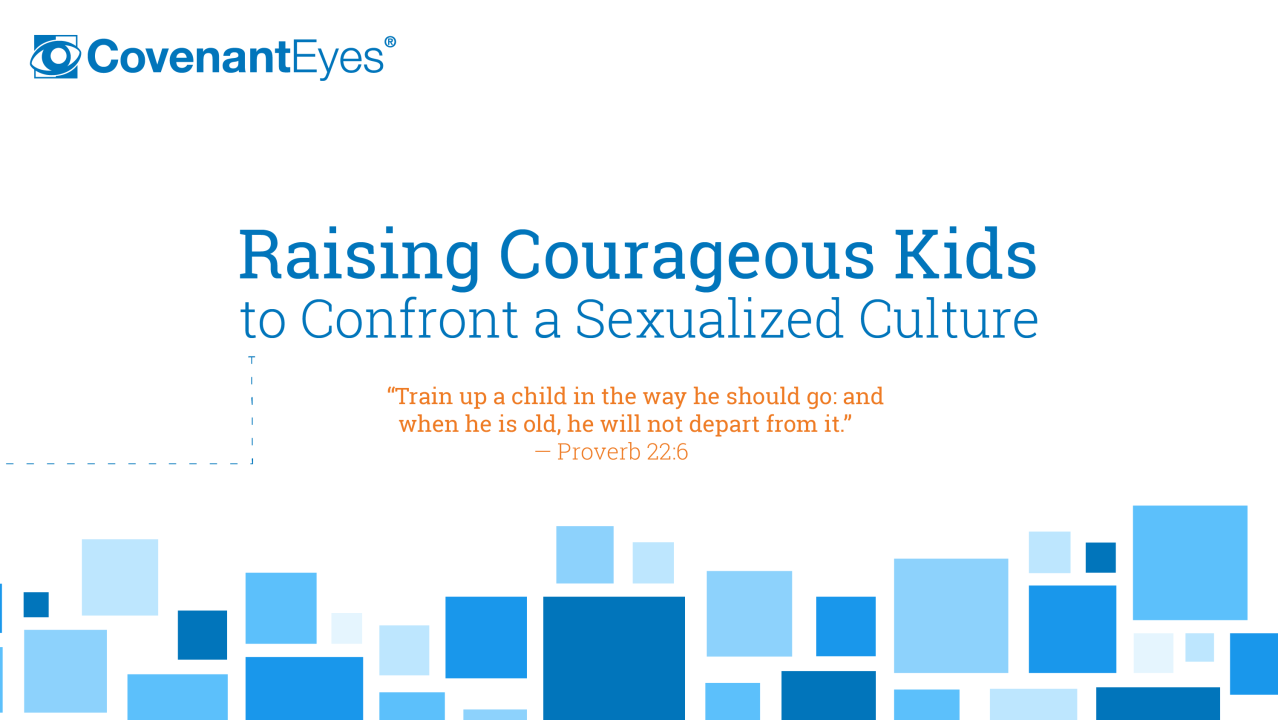 CovenantEyes®
Raising Courageous Kids
to Confront a Sexualized Culture
“Train up a child in the way he should go: and
when he is old, he will not depart from it.”
— Proverb 22:6